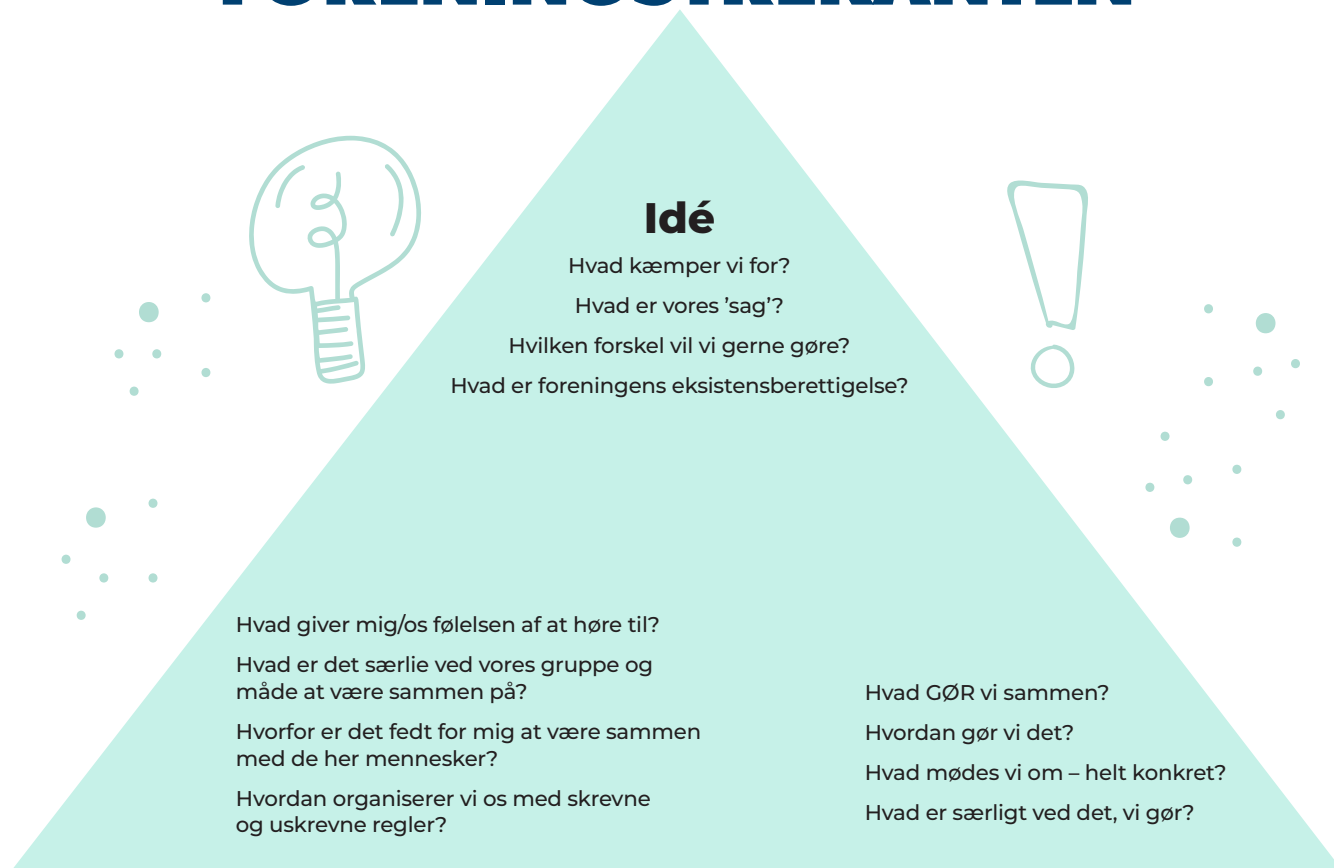 FORENINGSTREKANTEN
Idé
Hvad kæmper vi for?
Hvad er vores ’sag’?
Hvilken forskel vil vi gerne gøre?
Hvad er foreningens eksistensberettigelse?
Hvad giver mig/os følelsen af at høre til?
Hvad er det særlie ved vores gruppe og
måde at være sammen på?
Hvorfor er det fedt for mig at være sammen
med de her mennesker?
Hvordan organiserer vi os med skrevne
og uskrevne regler?
Hvad GØR vi sammen?
Hvordan gør vi det?
Hvad mødes vi om – helt konkret?
Hvad er særligt ved det, vi gør?